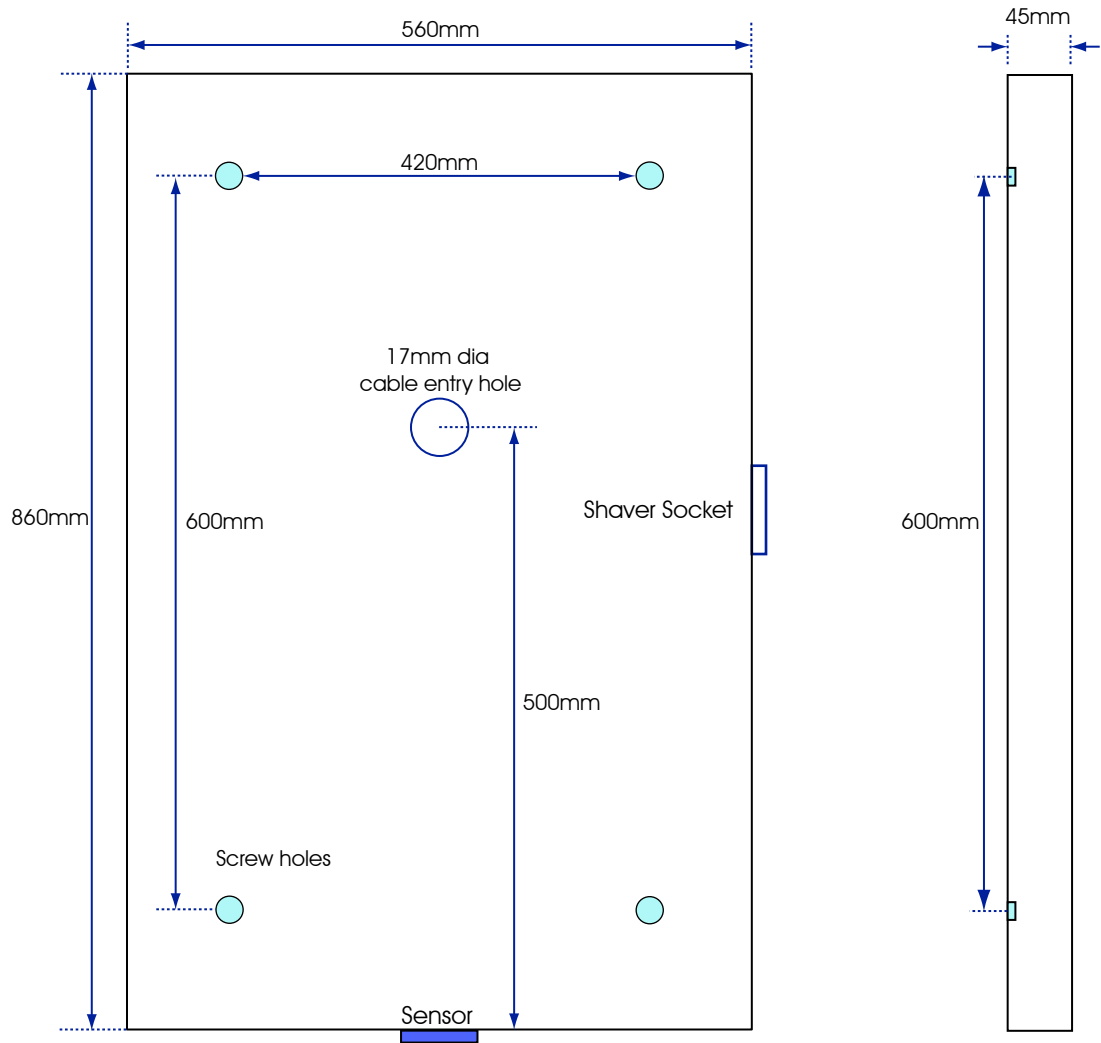 560mm
45mm
420mm
17mm dia
cable entry hole
Shaver Socket
860mm
600mm
600mm
500mm
Screw holes
Sensor